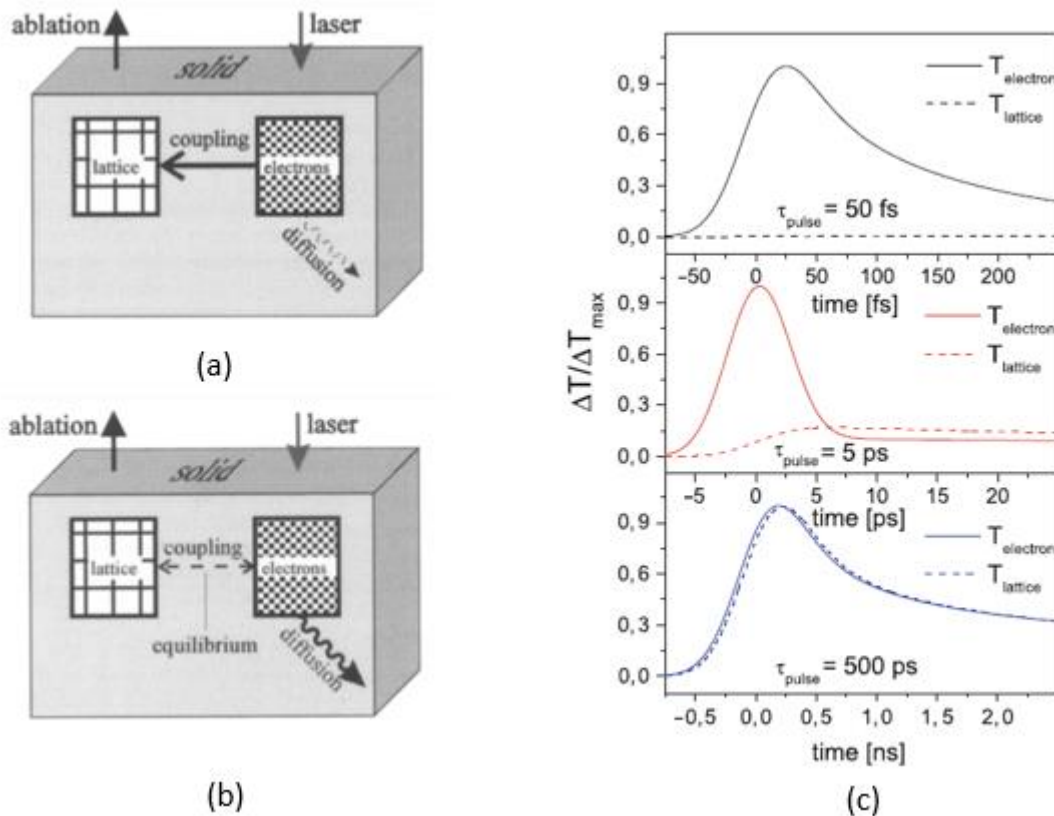 ablation
laser
solid
coupling
lattice
electrons
diffusion
(a)
ablation
laser
solid
coupling
lattice
electrons
equilibrium
diffusion
(b)
ΔT/ΔT_max
0,9
0,6
0,3
0,0
T_electron
T_lattice
τ_pulse = 50 fs
−50 0 50 100 150 200
time [fs]
0,9
0,6
0,3
0,0
T_electron
T_lattice
τ_pulse = 5 ps
−5 0 5 10 15 20
time [ps]
0,9
0,6
0,3
0,0
T_electron
T_lattice
τ_pulse = 500 ps
−0,5 0,0 0,5 1,0 1,5 2,0
time [ns]
(c)